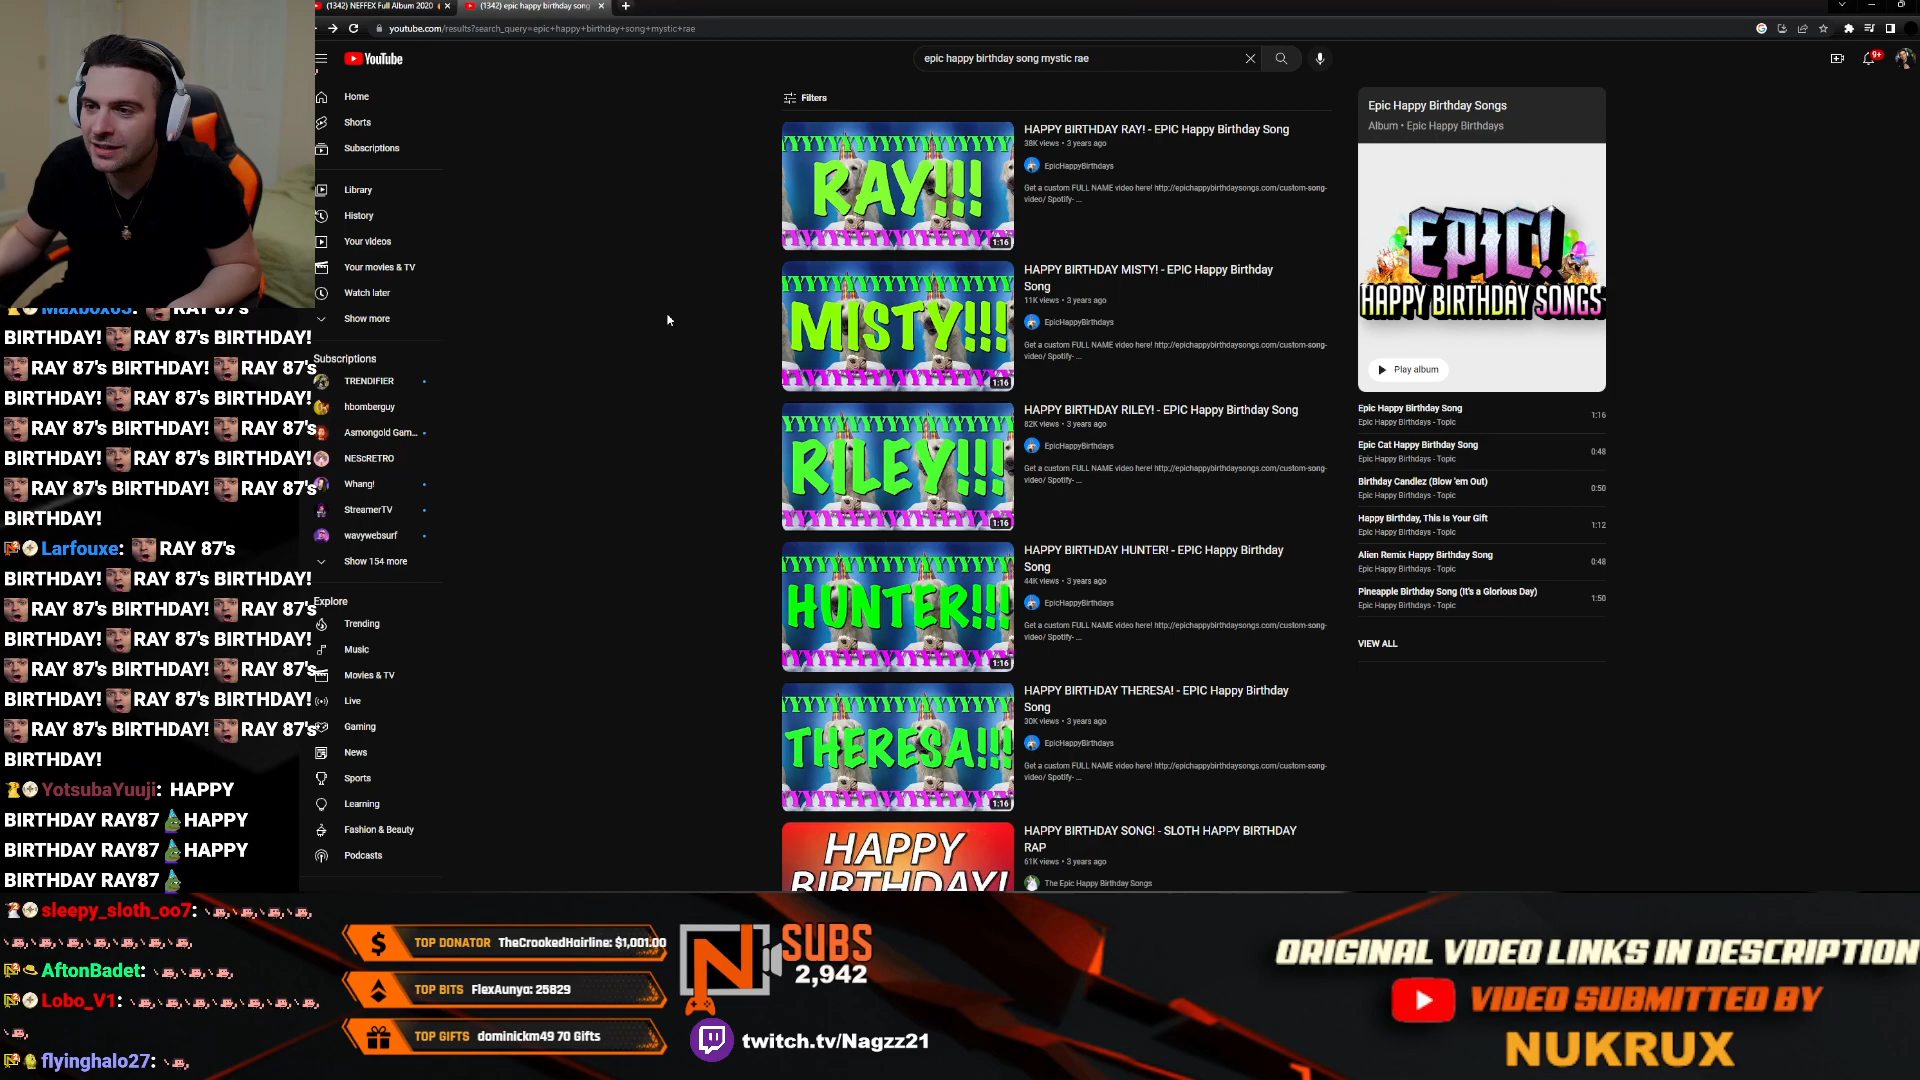 (1342) NEFFEX Full Album 2020
(1342) epic happy birthday song
youtube.com/results?search_query=epic+happy+birthday+song+mystic+rae
YouTube
epic happy birthday song mystic rae
9+
Home
Shorts
Subscriptions
Library
History
Your videos
Your movies & TV
Watch later
Show more
Subscriptions
TRENDIFIER
hbomberguy
Asmongold Gam...
NEScRETRO
Whang!
StreamerTV
wavywebsurf
Show 154 more
Explore
Trending
Music
Movies & TV
Live
Gaming
News
Sports
Learning
Fashion & Beauty
Podcasts
Filters
RAY!!!
1:16
HAPPY BIRTHDAY RAY! - EPIC Happy Birthday Song
38K views • 3 years ago
EpicHappyBirthdays
Get a custom FULL NAME video here! http://epichappybirthdaysongs.com/custom-song-
video/ Spotify- ...
MISTY!!!
1:16
HAPPY BIRTHDAY MISTY! - EPIC Happy Birthday
Song
11K views • 3 years ago
EpicHappyBirthdays
Get a custom FULL NAME video here! http://epichappybirthdaysongs.com/custom-song-
video/ Spotify- ...
RILEY!!!
1:16
HAPPY BIRTHDAY RILEY! - EPIC Happy Birthday Song
82K views • 3 years ago
EpicHappyBirthdays
Get a custom FULL NAME video here! http://epichappybirthdaysongs.com/custom-song-
video/ Spotify- ...
HUNTER!!!
1:16
HAPPY BIRTHDAY HUNTER! - EPIC Happy Birthday
Song
44K views • 3 years ago
EpicHappyBirthdays
Get a custom FULL NAME video here! http://epichappybirthdaysongs.com/custom-song-
video/ Spotify- ...
THERESA!!!
1:16
HAPPY BIRTHDAY THERESA! - EPIC Happy Birthday
Song
30K views • 3 years ago
EpicHappyBirthdays
Get a custom FULL NAME video here! http://epichappybirthdaysongs.com/custom-song-
video/ Spotify- ...
HAPPY
BIRTHDAY!
HAPPY BIRTHDAY SONG! - SLOTH HAPPY BIRTHDAY
RAP
61K views • 3 years ago
The Epic Happy Birthday Songs
Epic Happy Birthday Songs
Album • Epic Happy Birthdays
EPIC!
HAPPY BIRTHDAY SONGS
Play album
Epic Happy Birthday Song
Epic Happy Birthdays - Topic
1:16
Epic Cat Happy Birthday Song
Epic Happy Birthdays - Topic
0:48
Birthday Candlez (Blow 'em Out)
Epic Happy Birthdays - Topic
0:50
Happy Birthday, This Is Your Gift
Epic Happy Birthdays - Topic
1:12
Alien Remix Happy Birthday Song
Epic Happy Birthdays - Topic
0:48
Pineapple Birthday Song (It's a Glorious Day)
Epic Happy Birthdays - Topic
1:50
VIEW ALL
Maxbox63: RAY 87's
BIRTHDAY! RAY 87's BIRTHDAY!
RAY 87's BIRTHDAY! RAY 87's
BIRTHDAY! RAY 87's BIRTHDAY!
RAY 87's BIRTHDAY! RAY 87's
BIRTHDAY! RAY 87's BIRTHDAY!
RAY 87's BIRTHDAY! RAY 87's
BIRTHDAY!
Larfouxe: RAY 87's
BIRTHDAY! RAY 87's BIRTHDAY!
RAY 87's BIRTHDAY! RAY 87's
BIRTHDAY! RAY 87's BIRTHDAY!
RAY 87's BIRTHDAY! RAY 87's
BIRTHDAY! RAY 87's BIRTHDAY!
RAY 87's BIRTHDAY! RAY 87's
BIRTHDAY!
YotsubaYuuji: HAPPY
BIRTHDAY RAY87 HAPPY
BIRTHDAY RAY87 HAPPY
BIRTHDAY RAY87
sleepy_sloth_oo7:
AftonBadet:
Lobo_V1:
flyinghalo27:
TOP DONATOR TheCrookedHairline: $1,001.00
TOP BITS FlexAunya: 25829
TOP GIFTS dominickm49 70 Gifts
N SUBS
2,942
twitch.tv/Nagzz21
ORIGINAL VIDEO LINKS IN DESCRIPTION
VIDEO SUBMITTED BY
NUKRUX